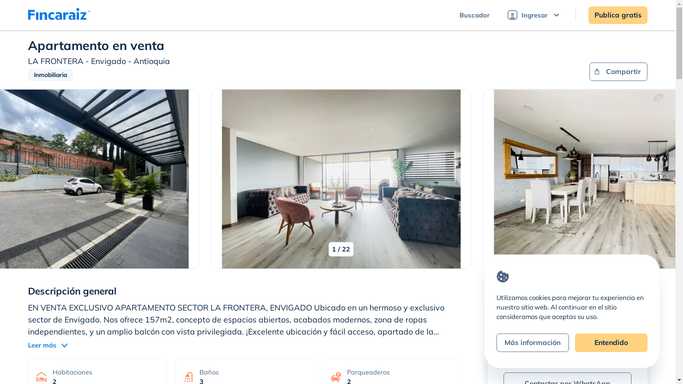 Fincaraiz
Buscador
Ingresar
Publica gratis
Apartamento en venta
LA FRONTERA - Envigado - Antioquia
Inmobiliaria
Compartir
1 / 22
Descripción general
EN VENTA EXCLUSIVO APARTAMENTO SECTOR LA FRONTERA, ENVIGADO Ubicado en un hermoso y exclusivo
sector de Envigado. Nos ofrece 157m2, concepto de espacios abiertos, acabados modernos, zona de ropas
independientes, y un amplio balcón con vista privilegiada. ¡Excelente ubicación y fácil acceso, apartado de la...
Leer más
Habitaciones
2
Baños
3
Parqueaderos
2
Utilizamos cookies para mejorar tu experiencia en
nuestro sitio web. Al continuar en el sitio
consideramos que aceptas su uso.
Más información
Entendido
Contactar por WhatsApp